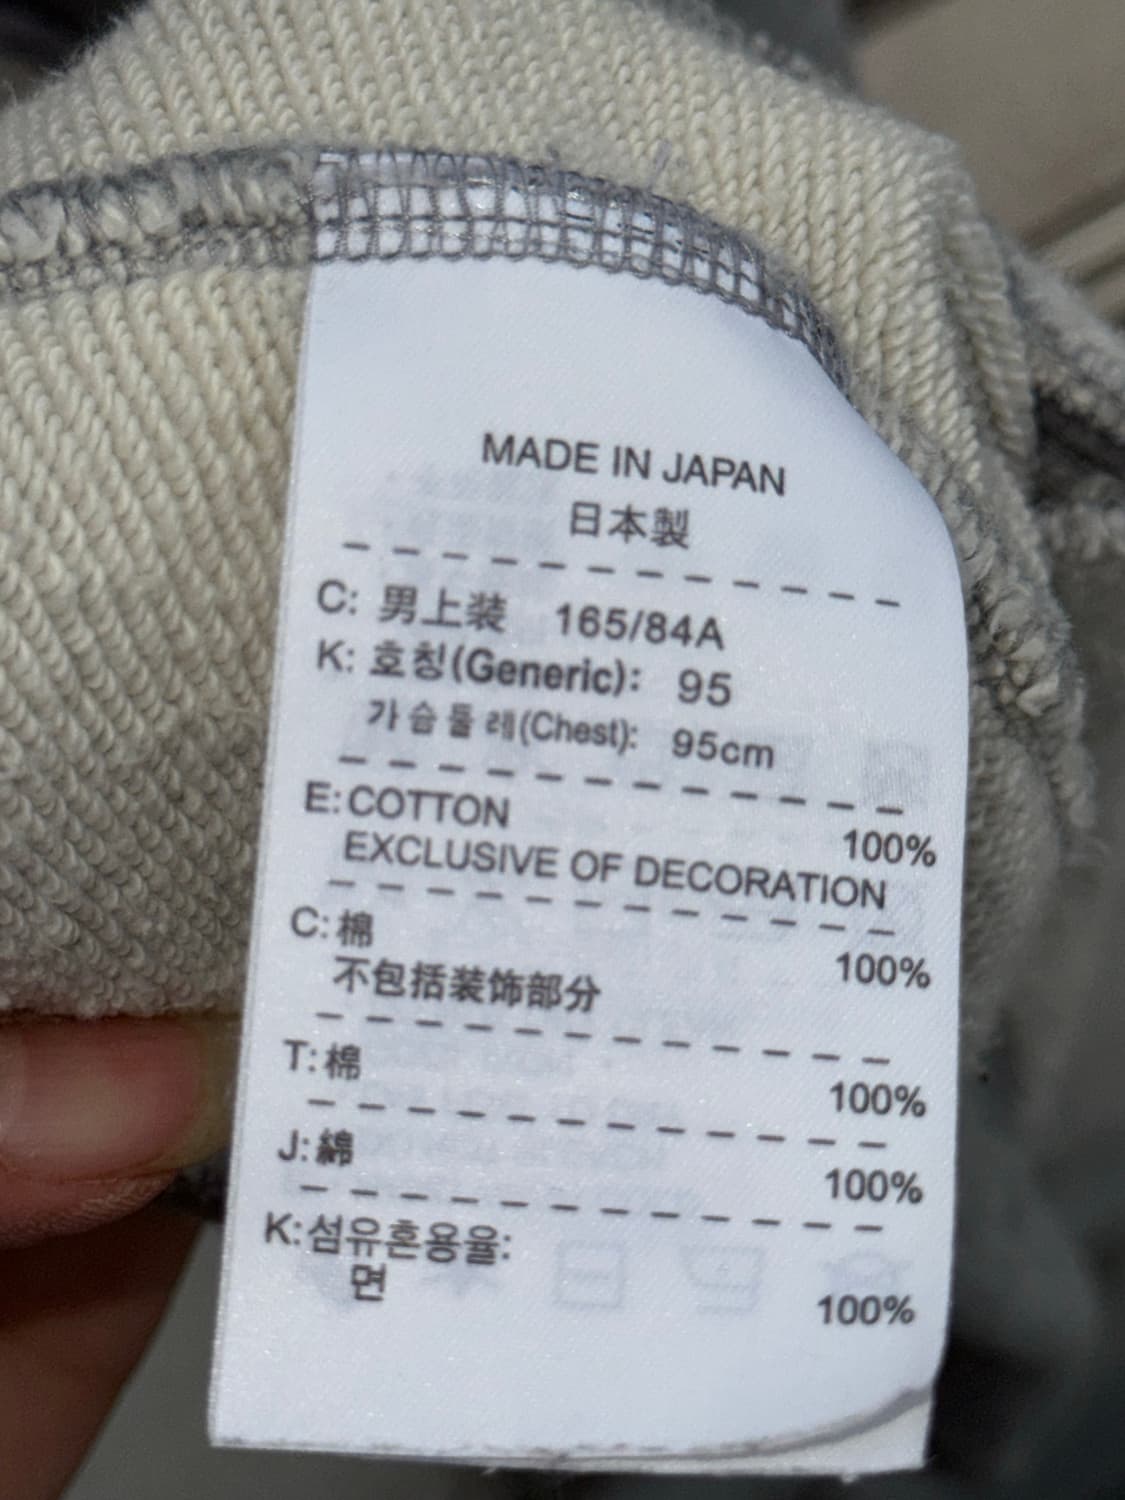 MADE IN JAPAN
日本製
C: 男上装 165/84A
K: 호칭(Generic): 95
가슴둘레(Chest): 95cm
E: COTTON 100%
EXCLUSIVE OF DECORATION
C: 棉 100%
不包括装饰部分
T: 棉 100%
J: 綿 100%
K: 섬유혼용율:
면 100%